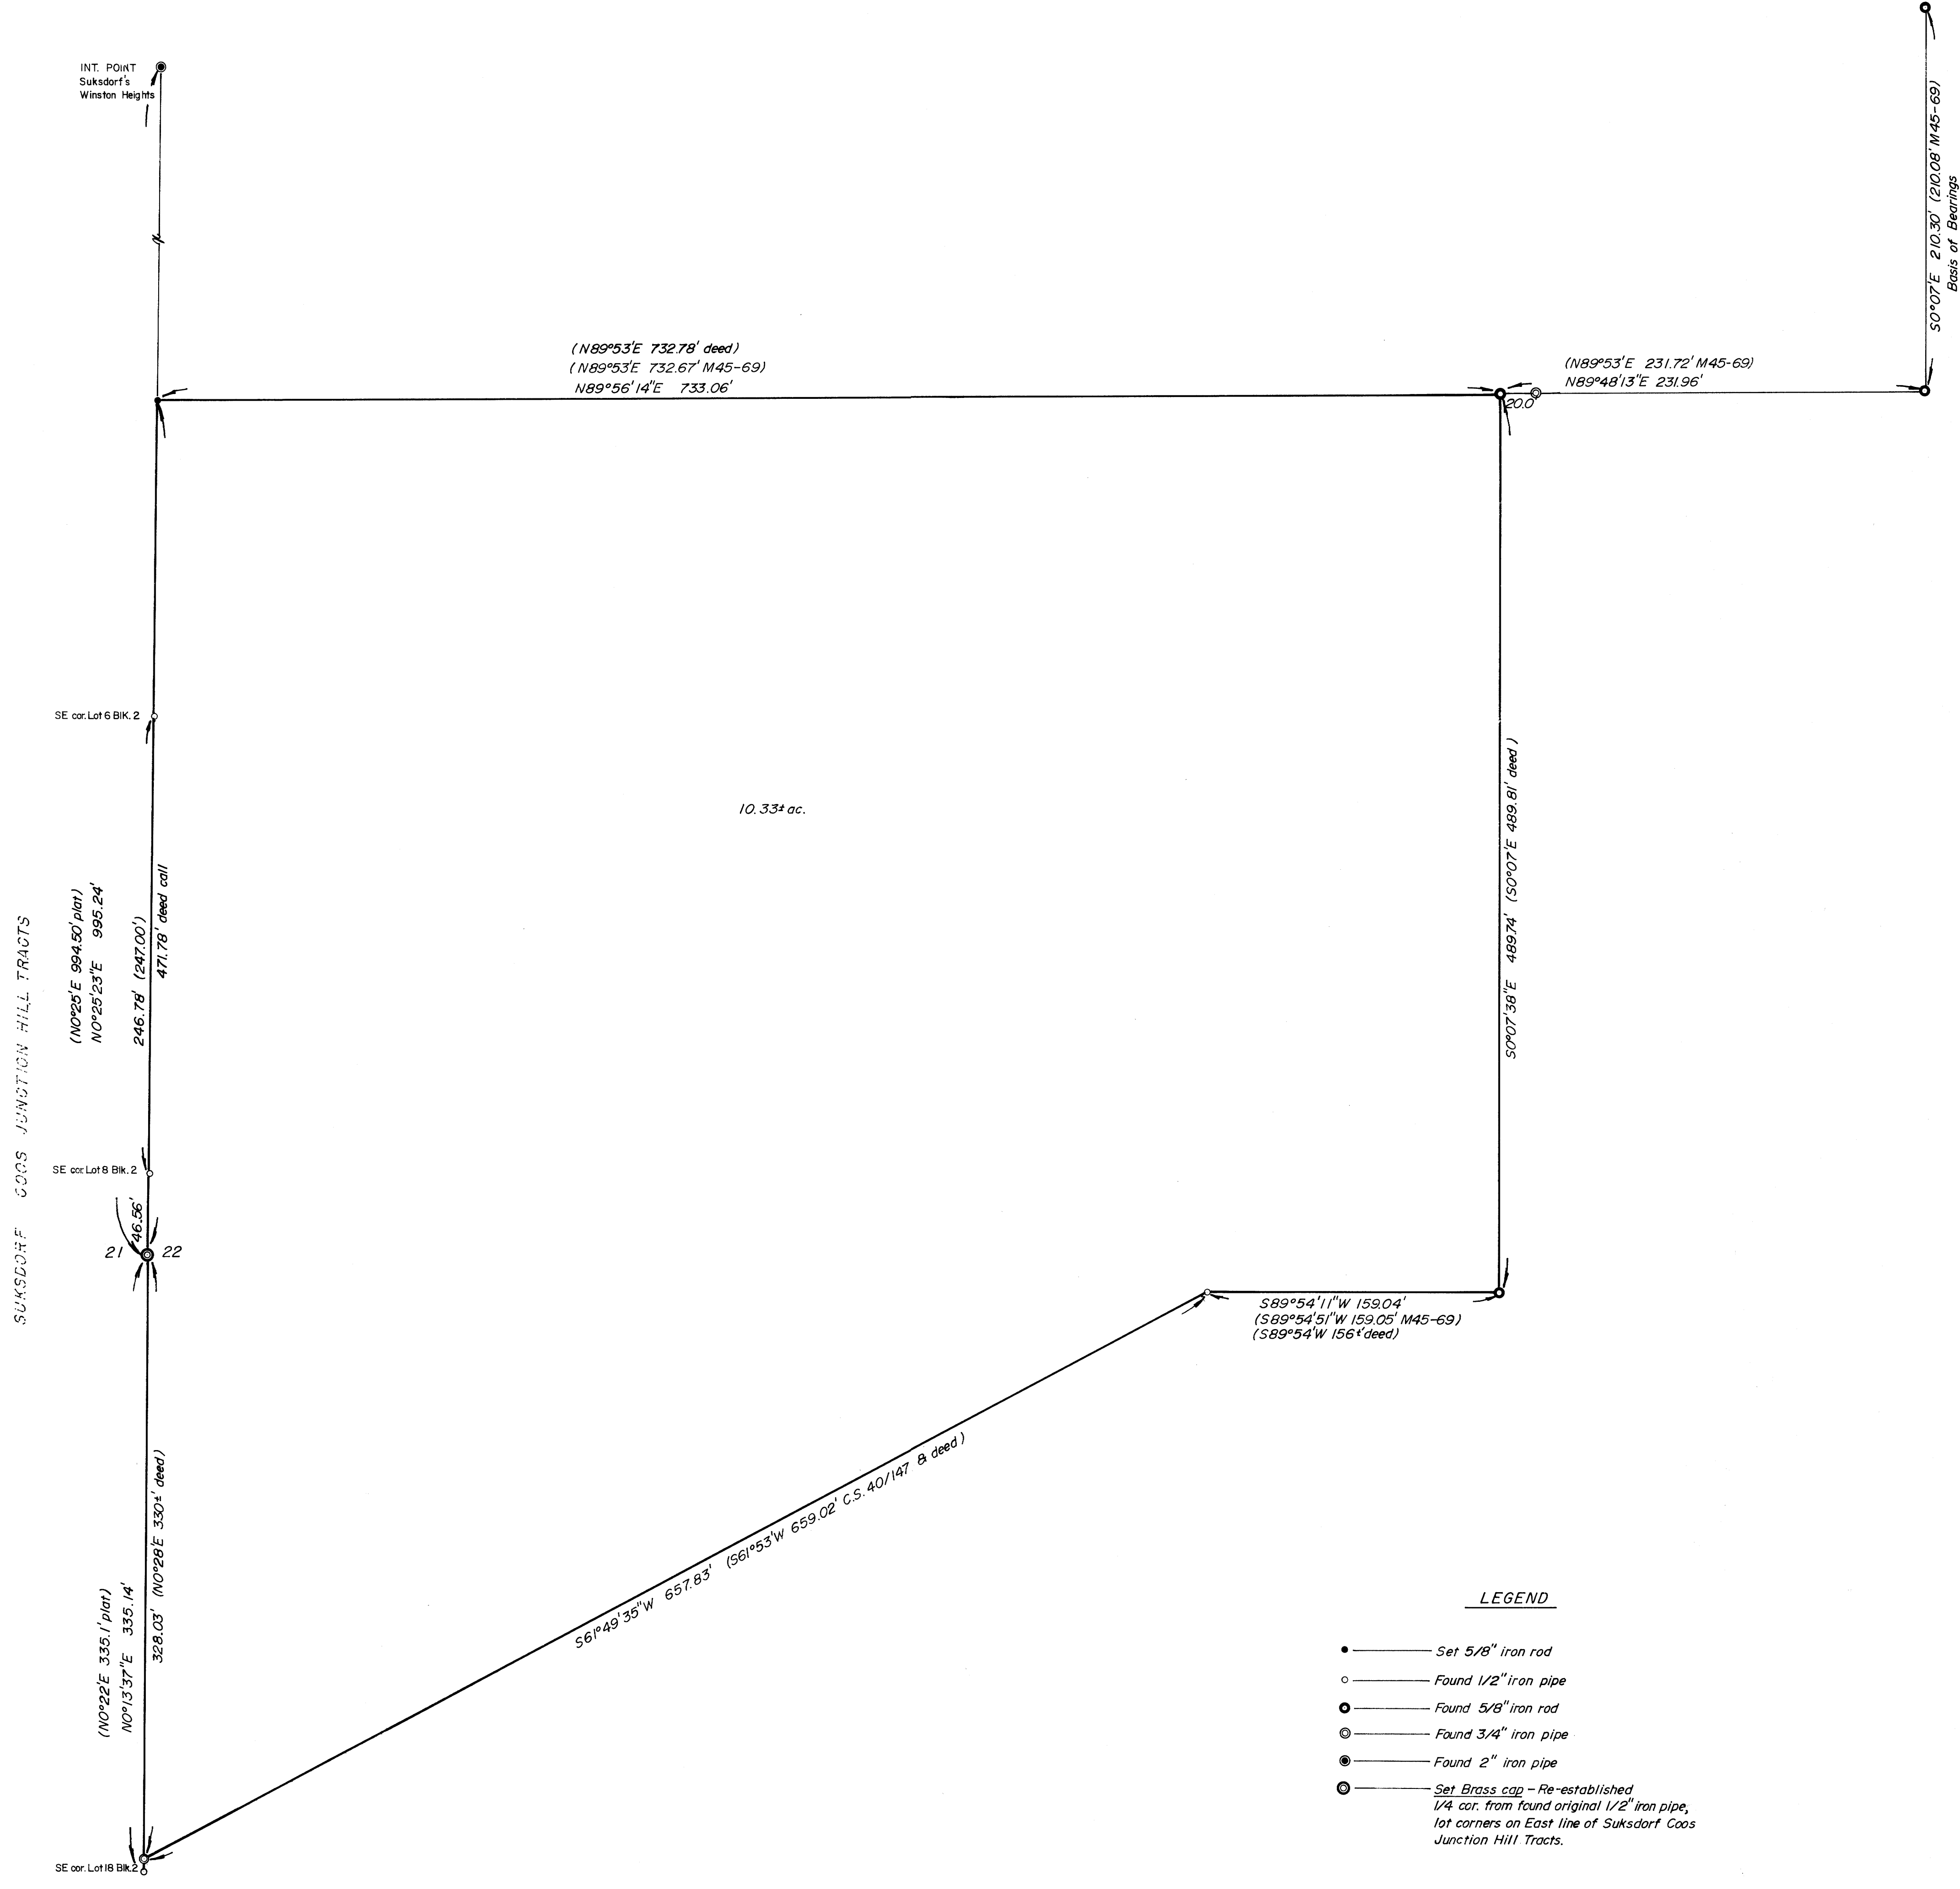 INT. POINT
Suksdorf's
Winston Heights
S0°07'E 210.30' (210.08' M45-69)
Basis of Bearings
(N89°53'E 732.78' deed)
(N89°53'E 732.67' M45-69)
N89°56'14"E 733.06'
(N89°53'E 231.72' M45-69)
N89°48'13"E 231.96'
20.0'
SE cor. Lot 6 Blk. 2
10.33± ac.
S0°07'38"E 489.74' (S0°07'E 489.81' deed)
SUKSDORF COOS JUNCTION HILL TRACTS
(N0°25'E 994.50' plat)
N0°25'23"E 995.24'
246.78' (247.00')
471.78' deed call
SE cor. Lot 8 Blk. 2
46.56'
21 22
S89°54'11"W 159.04'
(S89°54'51"W 159.05' M45-69)
(S89°54'W 156±' deed)
S61°49'35"W 657.83' (S61°53'W 659.02' C.S. 40/147 & deed)
(N0°22'E 335.1' plat)
N0°13'37"E 335.14'
328.03' (N0°28'E 330±' deed)
SE cor. Lot 18 Blk. 2
LEGEND
Set 5/8" iron rod
Found 1/2" iron pipe
Found 5/8" iron rod
Found 3/4" iron pipe
Found 2" iron pipe
Set Brass cap - Re-established
1/4 cor. from found original 1/2" iron pipe,
lot corners on East line of Suksdorf Coos
Junction Hill Tracts.